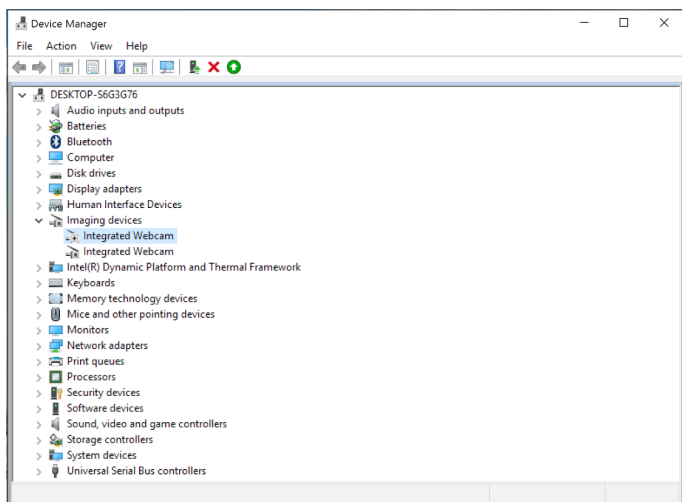 Device Manager
File Action View Help
DESKTOP-S6G3G76
Audio inputs and outputs
Batteries
Bluetooth
Computer
Disk drives
Display adapters
Human Interface Devices
Imaging devices
Integrated Webcam
Integrated Webcam
Intel(R) Dynamic Platform and Thermal Framework
Keyboards
Memory technology devices
Mice and other pointing devices
Monitors
Network adapters
Print queues
Processors
Security devices
Software devices
Sound, video and game controllers
Storage controllers
System devices
Universal Serial Bus controllers